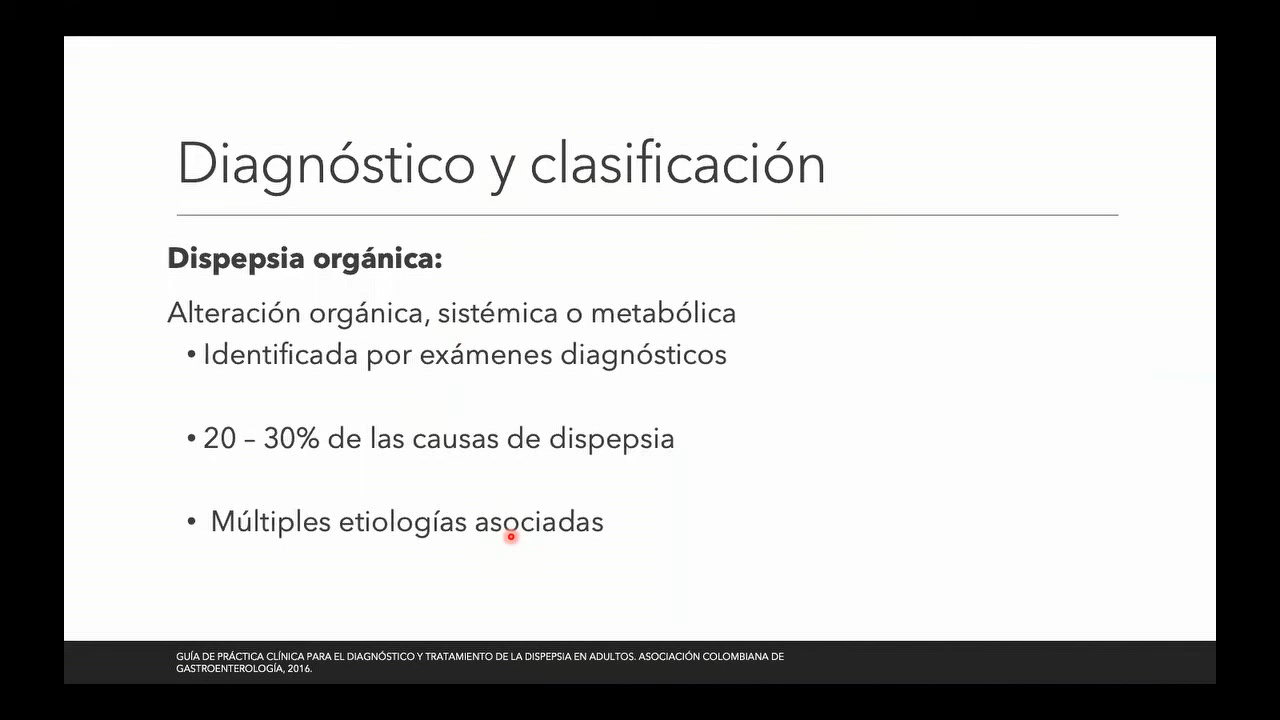 Diagnóstico y clasificación
Dispepsia orgánica:
Alteración orgánica, sistémica o metabólica
• Identificada por exámenes diagnósticos
• 20 – 30% de las causas de dispepsia
• Múltiples etiologías asociadas
GUÍA DE PRÁCTICA CLÍNICA PARA EL DIAGNÓSTICO Y TRATAMIENTO DE LA DISPEPSIA EN ADULTOS. ASOCIACIÓN COLOMBIANA DE
GASTROENTEROLOGÍA, 2016.